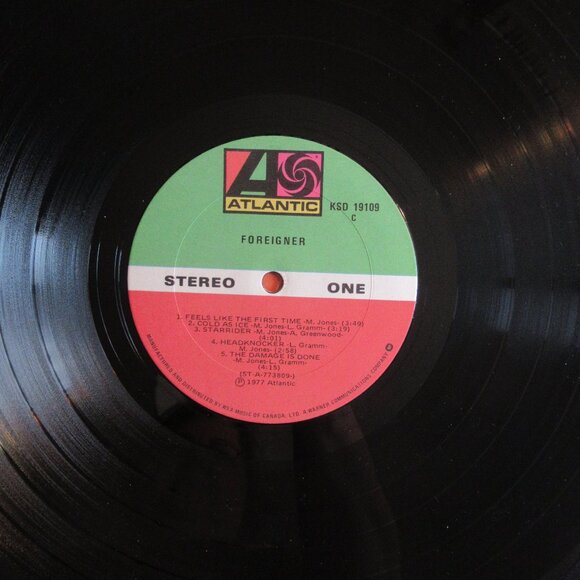 ATLANTIC
KSD 19109
C
FOREIGNER
STEREO ONE
1. FEELS LIKE THE FIRST TIME -M. Jones- (3:49)
2. COLD AS ICE -M. Jones-L. Gramm- (3:19)
3. STARRIDER -M. Jones-A. Greenwood-
(4:01)
4. HEADKNOCKER -L. Gramm-
M. Jones- (2:58)
5. THE DAMAGE IS DONE
-M. Jones-L. Gramm-
(4:15)
(ST-A-773809-)
Ⓟ 1977 Atlantic
MANUFACTURED AND DISTRIBUTED BY WEA MUSIC OF CANADA, LTD. A WARNER COMMUNICATIONS COMPANY